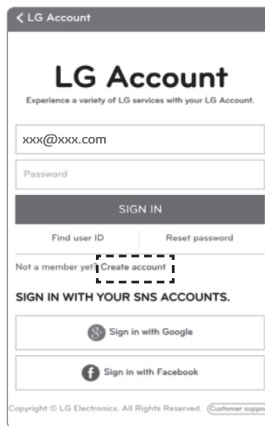 LG Account
LG Account
Experience a variety of LG services with your LG Account.
xxx@xxx.com
Password
SIGN IN
Find user ID
Reset password
Not a member yet? Create account
SIGN IN WITH YOUR SNS ACCOUNTS.
Sign in with Google
f Sign in with Facebook
Copyright © LG Electronics. All Rights Reserved.